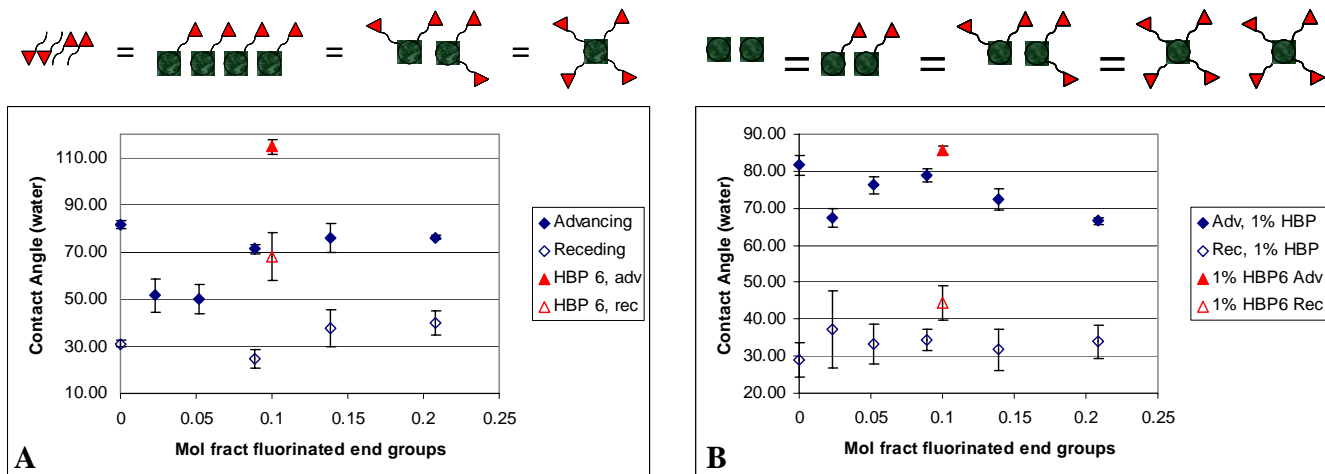 = = =
= = =
Contact Angle (water)
110.00
90.00
70.00
50.00
30.00
10.00
0 0.05 0.1 0.15 0.2 0.25
Mol fract fluorinated end groups
Advancing
Receding
HBP 6, adv
HBP 6, rec
A
Contact Angle (water)
90.00
80.00
70.00
60.00
50.00
40.00
30.00
20.00
0 0.05 0.1 0.15 0.2 0.25
Mol fract fluorinated end groups
Adv, 1% HBP
Rec, 1% HBP
1% HBP6 Adv
1% HBP6 Rec
B